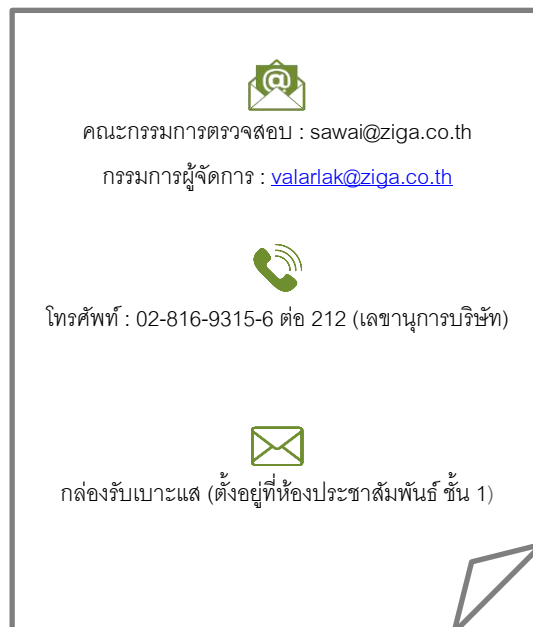 คณะกรรมการตรวจสอบ : sawai@ziga.co.th
กรรมการผู้จัดการ : valarlak@ziga.co.th
โทรศัพท์ : 02-816-9315-6 ต่อ 212 (เลขานุการบริษัท)
กล่องรับเบาะแส (ตั้งอยู่ที่ห้องประชาสัมพันธ์ ชั้น 1)